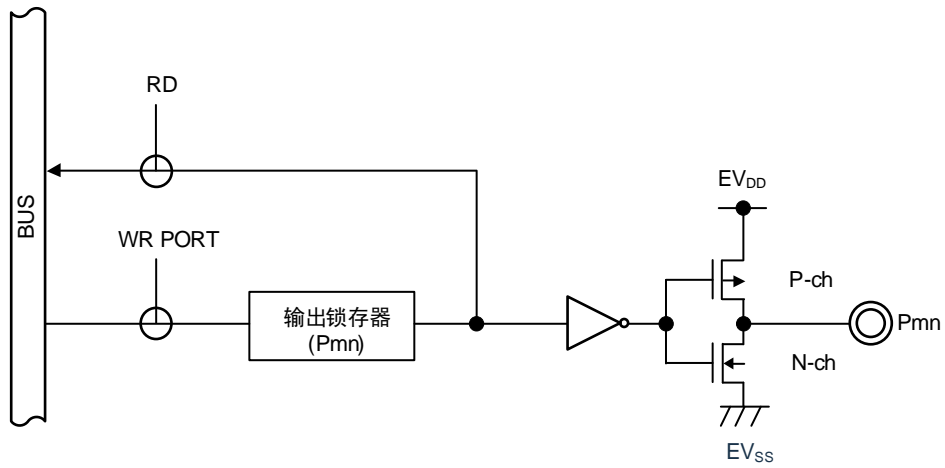 RD
BUS
WR PORT
输出锁存器
(Pmn)
EVDD
P-ch
Pmn
N-ch
EVSS